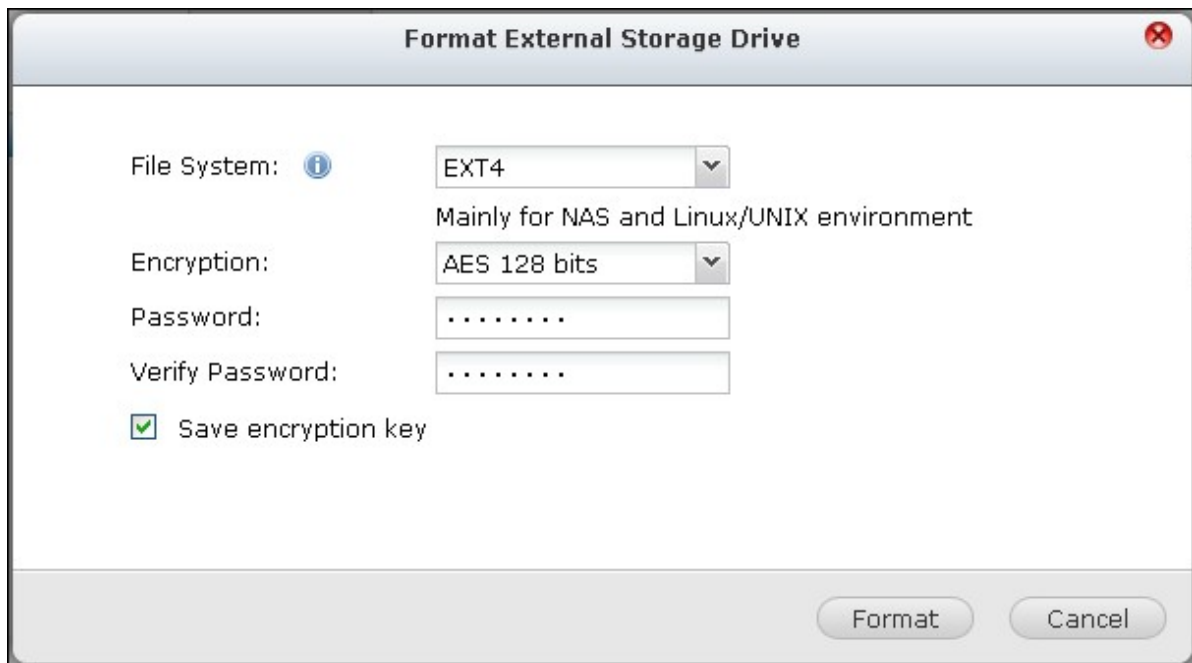 Format External Storage Drive
File System: EXT4
Mainly for NAS and Linux/UNIX environment
Encryption: AES 128 bits
Password: ········
Verify Password: ········
Save encryption key
Format Cancel